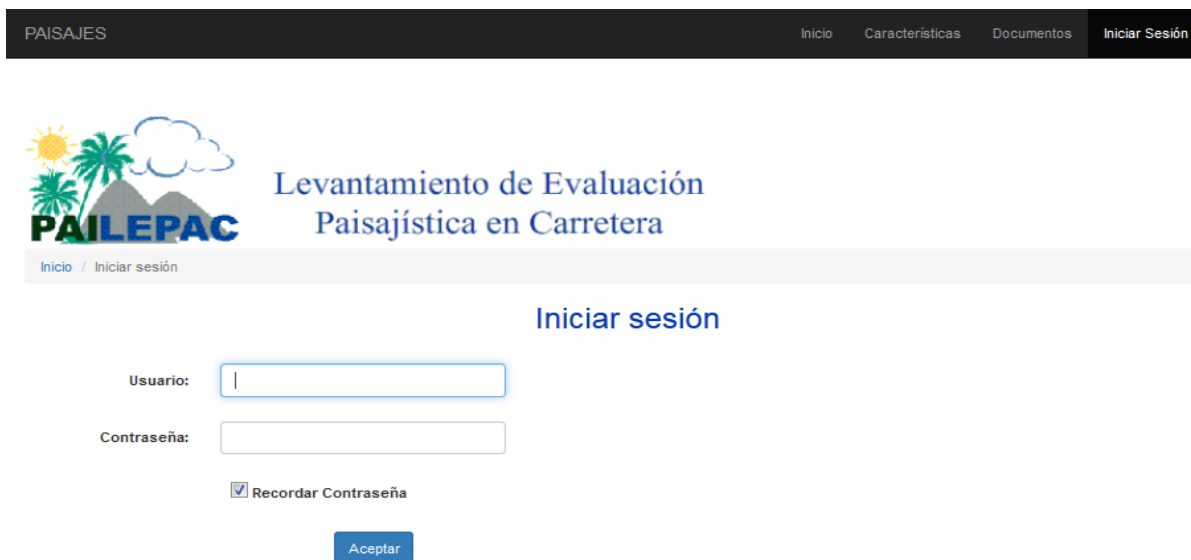 PAISAJES Inicio Características Documentos Iniciar Sesión
PAILEPAC
Levantamiento de Evaluación
Paisajística en Carretera
Inicio / Iniciar sesión
Iniciar sesión
Usuario:
Contraseña:
Recordar Contraseña
Aceptar